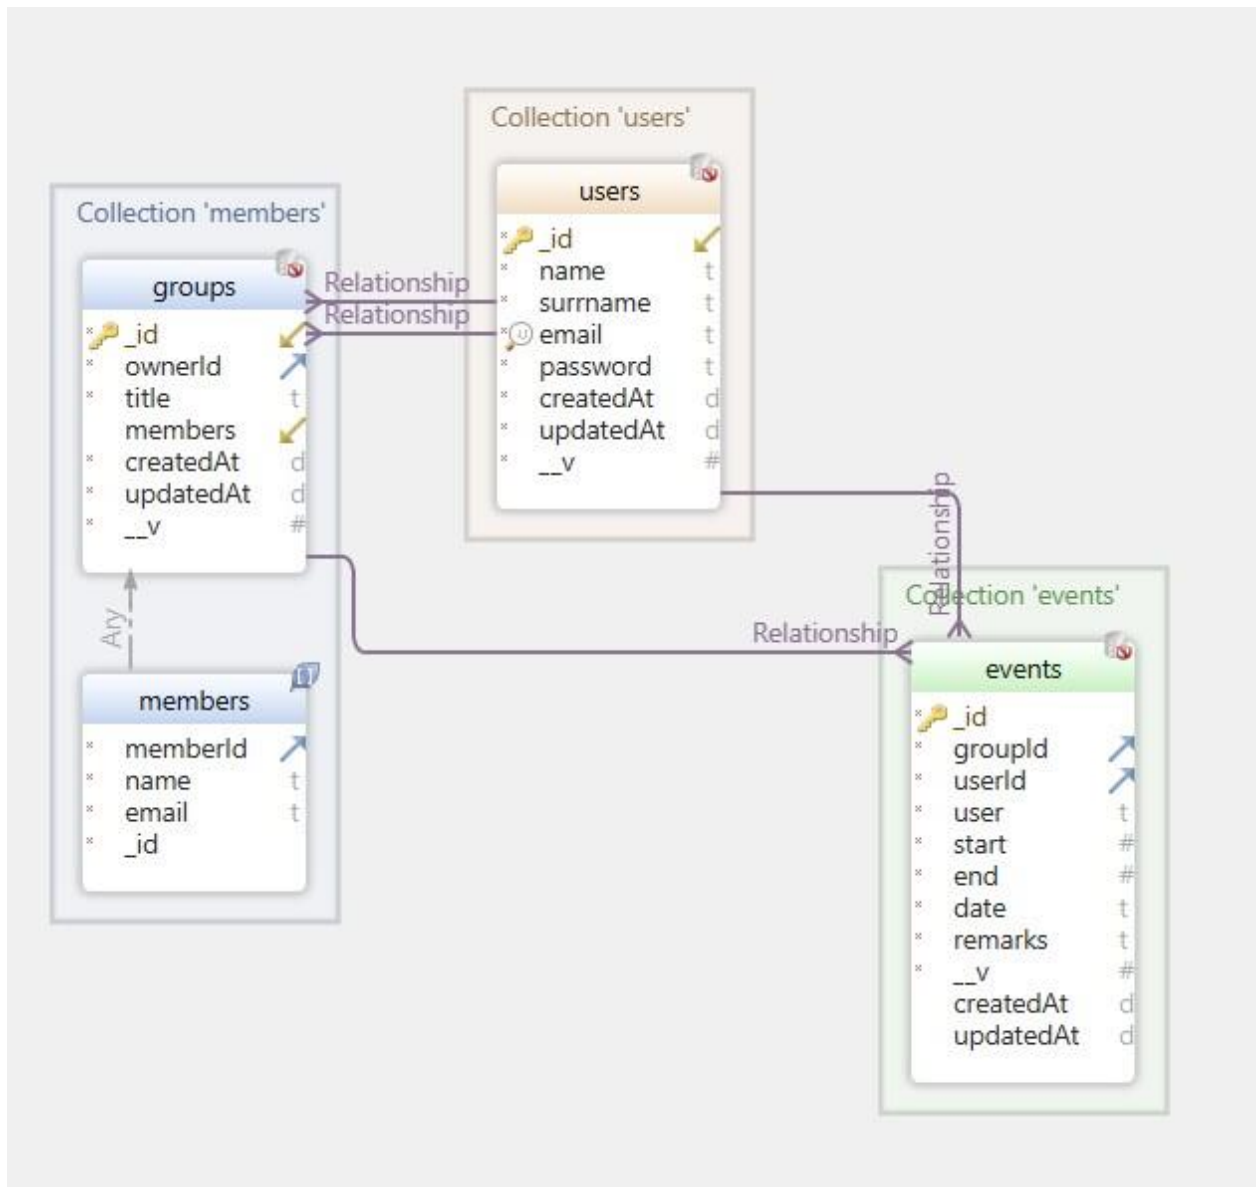 Collection 'users'
users
_id
name t
surrname t
email t
password t
createdAt d
updatedAt d
__v #
Collection 'members'
groups
_id
ownerId
title t
members
createdAt d
updatedAt d
__v #
Relationship
Relationship
Ary
members
memberId
name t
email t
_id
Relationship
Relationship
Collection 'events'
events
_id
groupId
userId
user t
start #
end #
date t
remarks t
__v #
createdAt d
updatedAt d